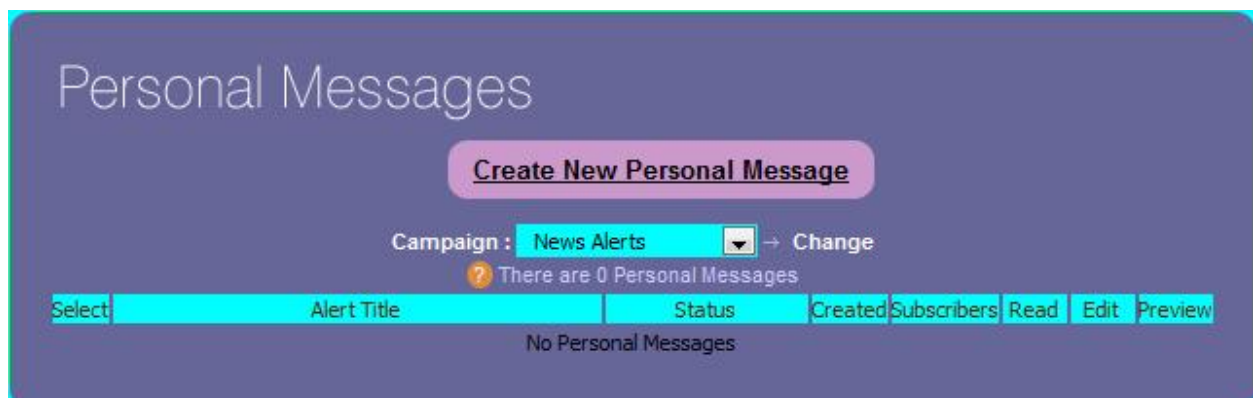 Personal Messages
Create New Personal Message
Campaign : News Alerts → Change
? There are 0 Personal Messages
Select Alert Title Status Created Subscribers Read Edit Preview
No Personal Messages